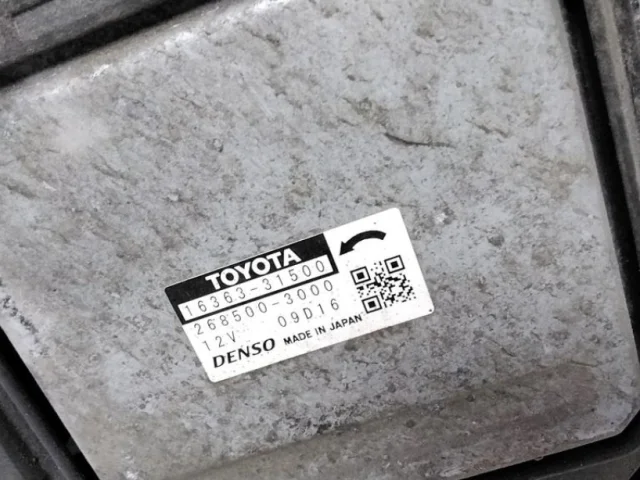 TOYOTA
16363-31500
268500-3000
12V 09D16
DENSO MADE IN JAPAN